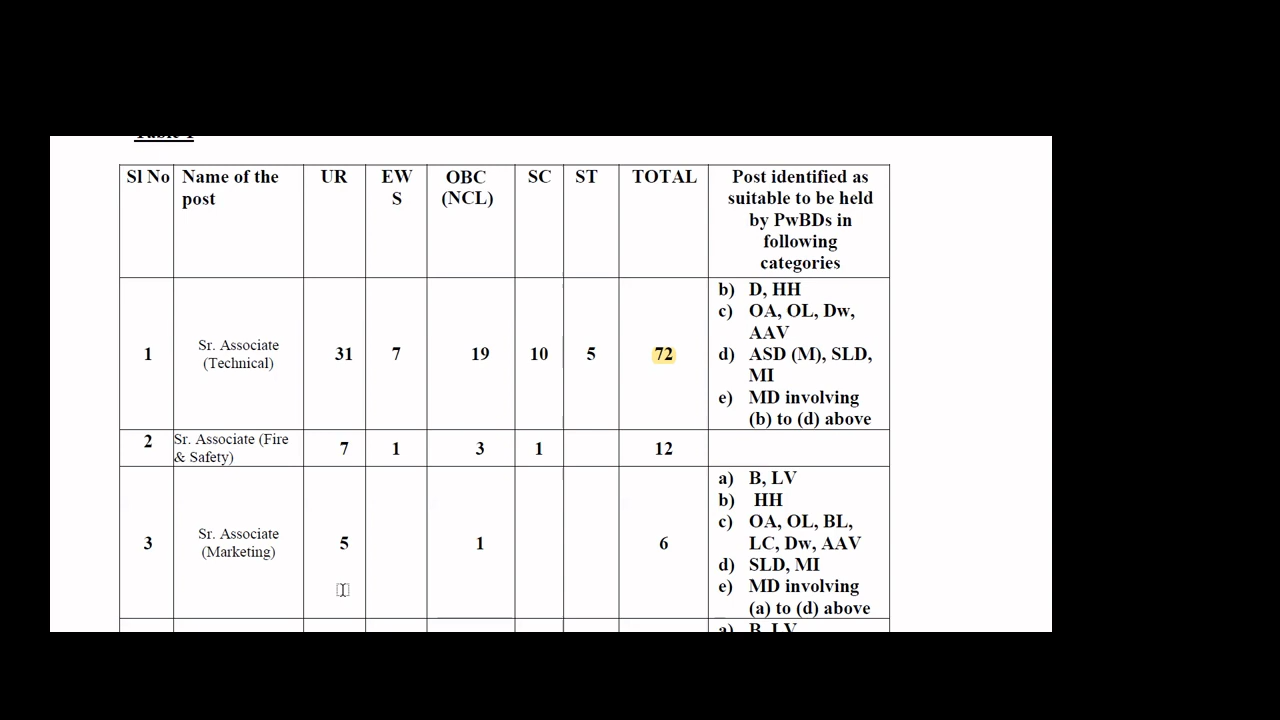 Table 1
Sl No Name of the post UR EWS OBC (NCL) SC ST TOTAL Post identified as
suitable to be held
by PwBDs in
following
categories
1 Sr. Associate (Technical) 31 7 19 10 5 72
b) D, HH
c) OA, OL, Dw,
AAV
d) ASD (M), SLD,
MI
e) MD involving
(b) to (d) above
2 Sr. Associate (Fire & Safety) 7 1 3 1 12
3 Sr. Associate (Marketing) 5 1 6
a) B, LV
b) HH
c) OA, OL, BL,
LC, Dw, AAV
d) SLD, MI
e) MD involving
(a) to (d) above
a) B, LV